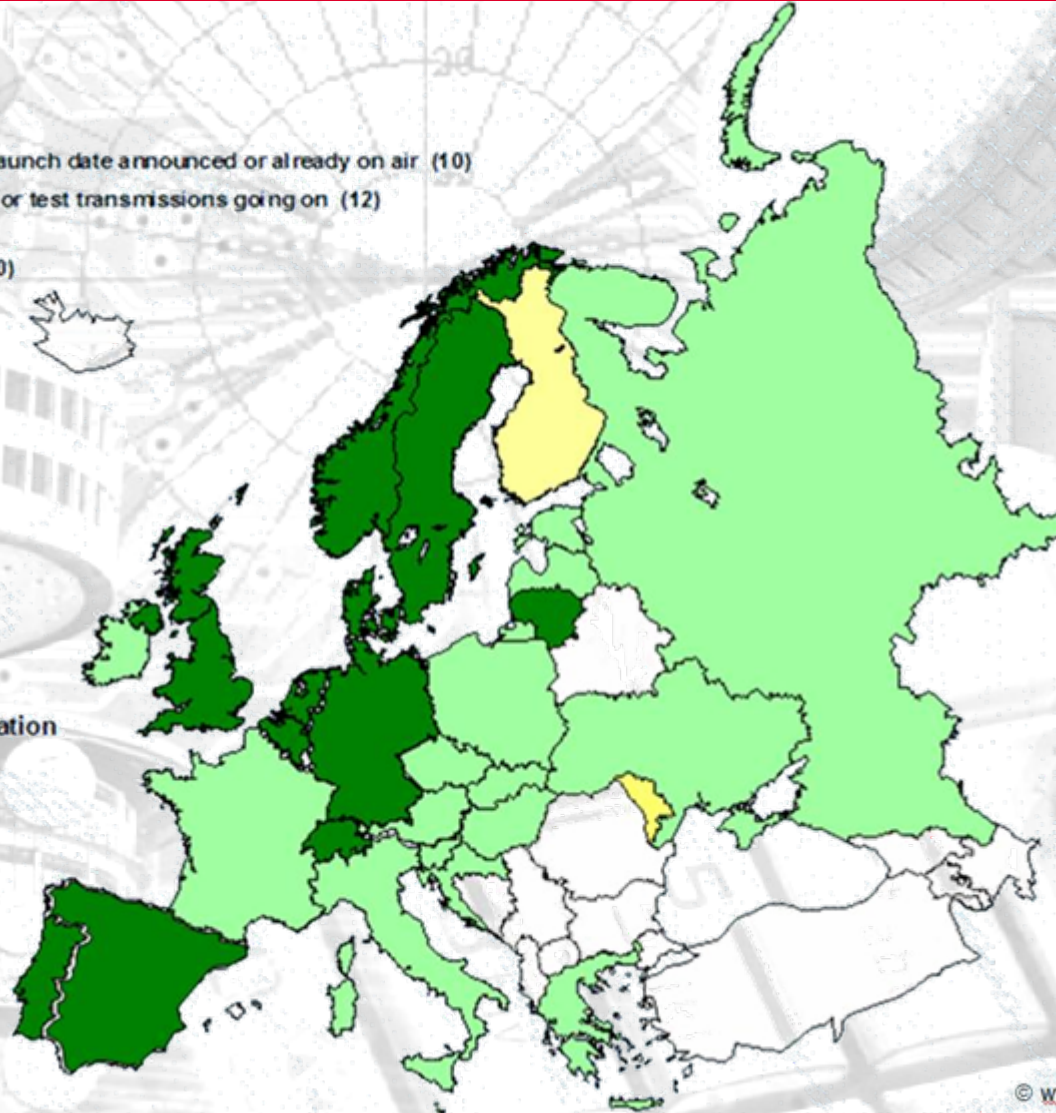 aunch date announced or already on air (10)
or test transmissions going on (12)
0)
ation
© w